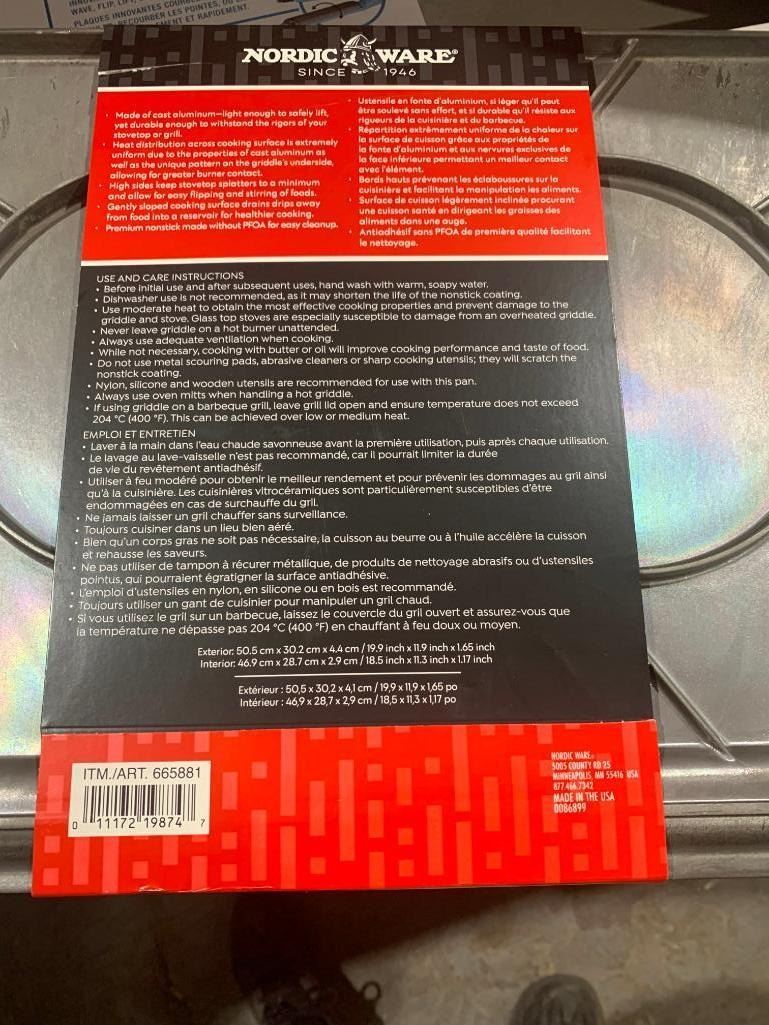 WAVE, FLIP,
PLAQUES INNOVANTES
RECOURBER LES POINTES,
ET RAPIDEMENT.
NORDIC WARE®
SINCE 1946
• Made of cast aluminum—light enough to safely lift,
yet durable enough to withstand the rigors of your
stovetop or grill.
• Heat distribution across cooking surface is extremely
uniform due to the properties of cast aluminum as
well as the unique pattern on the griddle's underside,
allowing for greater burner contact.
• High sides keep stovetop splatters to a minimum
and allow for easy flipping and stirring of foods.
• Gently sloped cooking surface drains drips away
from food into a reservoir for healthier cooking.
• Premium nonstick made without PFOA for easy cleanup.
• Ustensile en fonte d'aluminium, si léger qu'il peut
être soulevé sans effort, et si durable qu'il résiste aux
rigueurs de la cuisinière et du barbecue.
• Répartition extrêmement uniforme de la chaleur sur
la surface de cuisson grâce aux propriétés de
la fonte d'aluminium et aux nervures exclusives de
la face inférieure permettant un meilleur contact
avec l'élément.
• Bords hauts prévenant les éclaboussures sur la
cuisinière et facilitant la manipulation les aliments.
• Surface de cuisson légèrement inclinée procurant
une cuisson santé en dirigeant les graisses des
aliments dans une auge.
• Antiadhésif sans PFOA de première qualité facilitant
le nettoyage.
USE AND CARE INSTRUCTIONS
• Before initial use and after subsequent uses, hand wash with warm, soapy water.
• Dishwasher use is not recommended, as it may shorten the life of the nonstick coating.
• Use moderate heat to obtain the most effective cooking properties and prevent damage to the
griddle and stove. Glass top stoves are especially susceptible to damage from an overheated griddle.
• Never leave griddle on a hot burner unattended.
• Always use adequate ventilation when cooking.
• While not necessary, cooking with butter or oil will improve cooking performance and taste of food.
• Do not use metal scouring pads, abrasive cleaners or sharp cooking utensils; they will scratch the
nonstick coating.
• Nylon, silicone and wooden utensils are recommended for use with this pan.
• Always use oven mitts when handling a hot griddle.
• If using griddle on a barbeque grill, leave grill lid open and ensure temperature does not exceed
204 °C (400 °F). This can be achieved over low or medium heat.
EMPLOI ET ENTRETIEN
• Laver à la main dans l'eau chaude savonneuse avant la première utilisation, puis après chaque utilisation.
• Le lavage au lave-vaisselle n'est pas recommandé, car il pourrait limiter la durée
de vie du revêtement antiadhésif.
• Utiliser à feu modéré pour obtenir le meilleur rendement et pour prévenir les dommages au gril ainsi
qu'à la cuisinière. Les cuisinières vitrocéramiques sont particulièrement susceptibles d'être
endommagées en cas de surchauffe du gril.
• Ne jamais laisser un gril chauffer sans surveillance.
• Toujours cuisiner dans un lieu bien aéré.
• Bien qu'un corps gras ne soit pas nécessaire, la cuisson au beurre ou à l'huile accélère la cuisson
et rehausse les saveurs.
• Ne pas utiliser de tampon à récurer métallique, de produits de nettoyage abrasifs ou d'ustensiles
pointus, qui pourraient égratigner la surface antiadhésive.
• L'emploi d'ustensiles en nylon, en silicone ou en bois est recommandé.
• Toujours utiliser un gant de cuisinier pour manipuler un gril chaud.
• Si vous utilisez le gril sur un barbecue, laissez le couvercle du gril ouvert et assurez-vous que
la température ne dépasse pas 204 °C (400 °F) en chauffant à feu doux ou moyen.
Exterior: 50.5 cm x 30.2 cm x 4.4 cm / 19.9 inch x 11.9 inch x 1.65 inch
Interior: 46.9 cm x 28.7 cm x 2.9 cm / 18.5 inch x 11.3 inch x 1.17 inch
Extérieur : 50,5 x 30,2 x 4,1 cm / 19,9 x 11,9 x 1,65 po
Intérieur : 46,9 x 28,7 x 2,9 cm / 18,5 x 11,3 x 1,17 po
ITM./ART. 665881
0 11172 19874 7
NORDIC WARE®
5005 COUNTY RD 25
MINNEAPOLIS, MN 55416 USA
877.466.7342
MADE IN THE USA
0086899